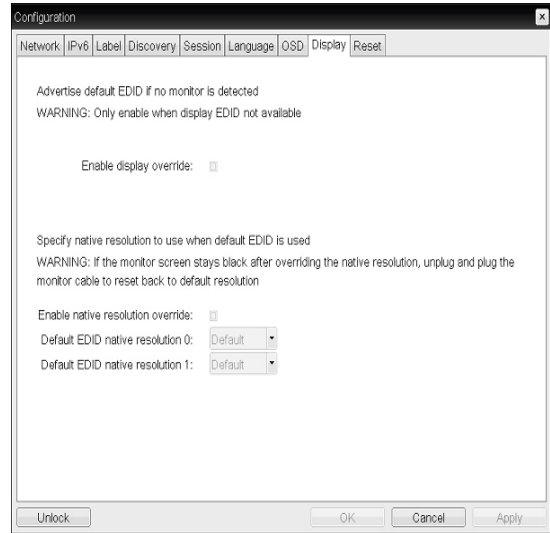 Configuration
Network IPv6 Label Discovery Session Language OSD Display Reset
Advertise default EDID if no monitor is detected
WARNING: Only enable when display EDID not available
Enable display override:
Specify native resolution to use when default EDID is used
WARNING: If the monitor screen stays black after overriding the native resolution, unplug and plug the
monitor cable to reset back to default resolution
Enable native resolution override:
Default EDID native resolution 0: Default
Default EDID native resolution 1: Default
Unlock OK Cancel Apply